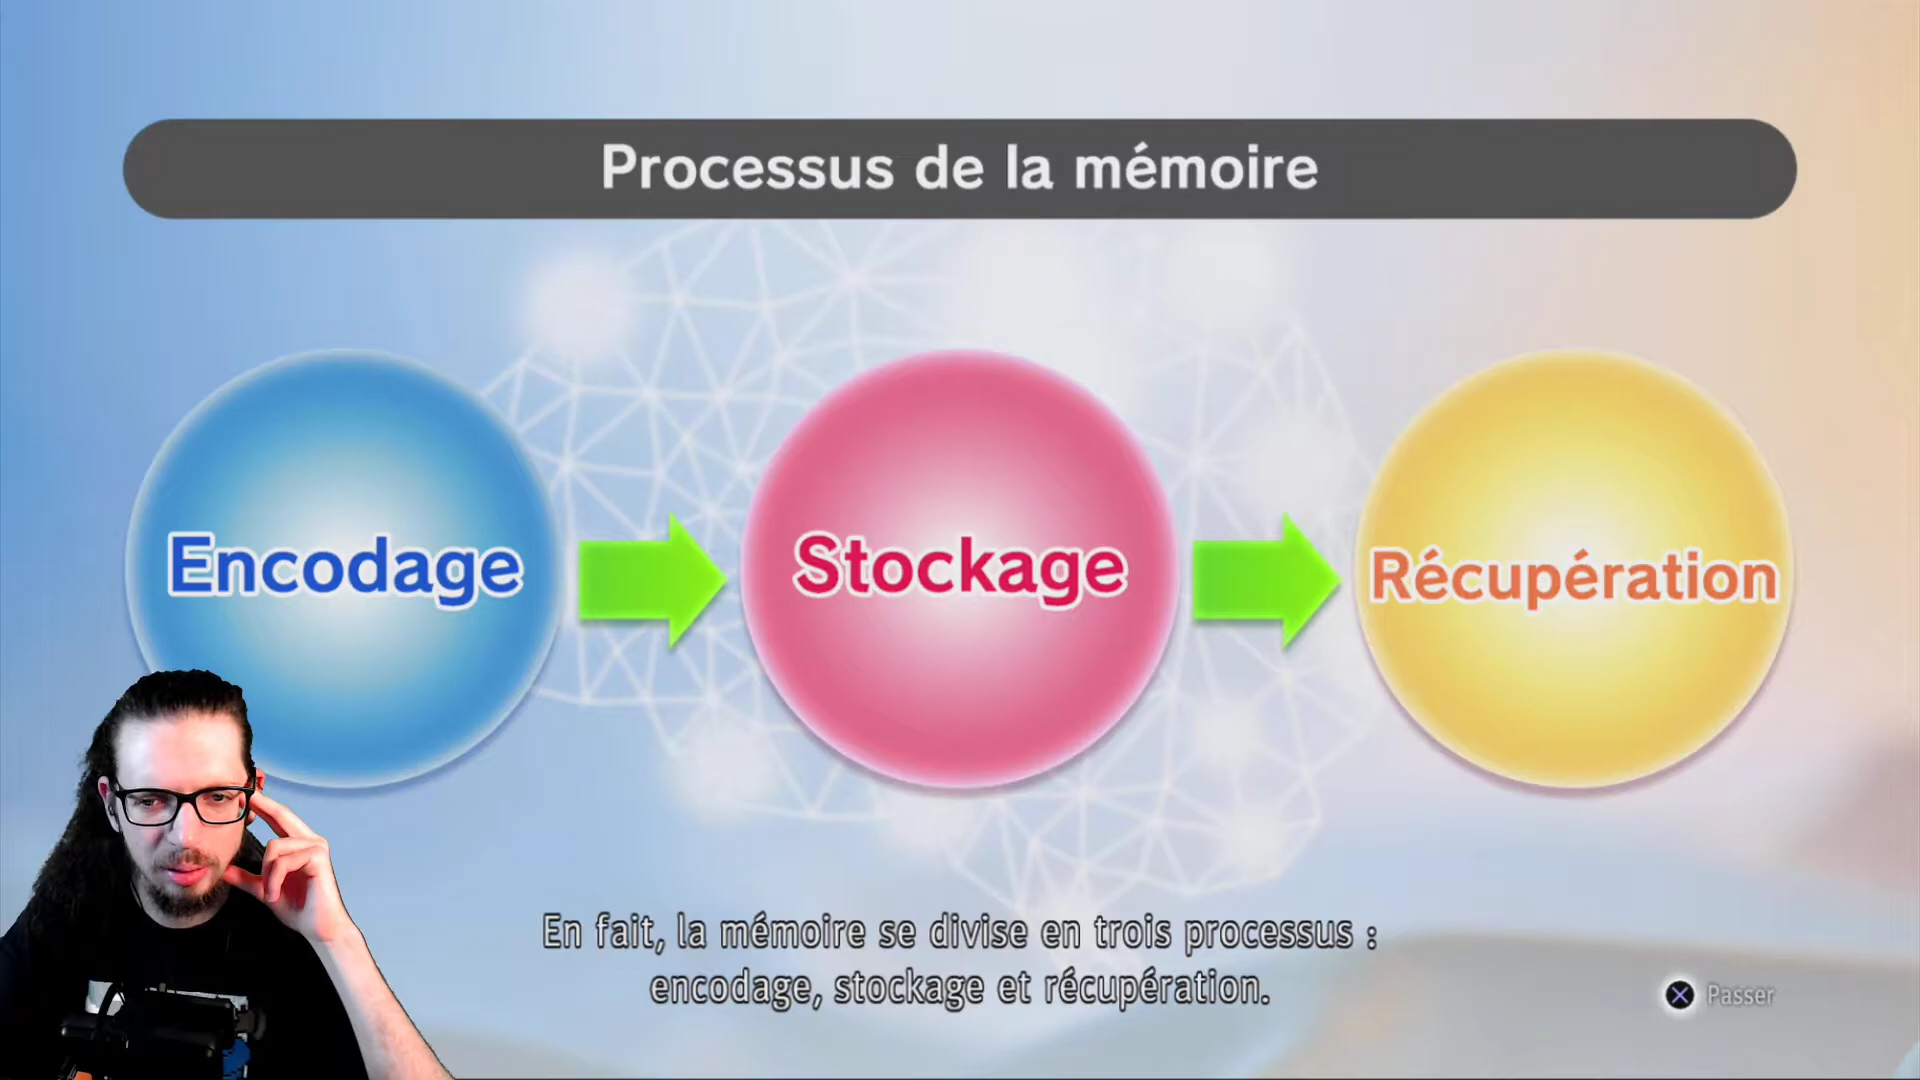 Processus de la mémoire
Encodage
Stockage
Récupération
En fait, la mémoire se divise en trois processus :
encodage, stockage et récupération.
Passer